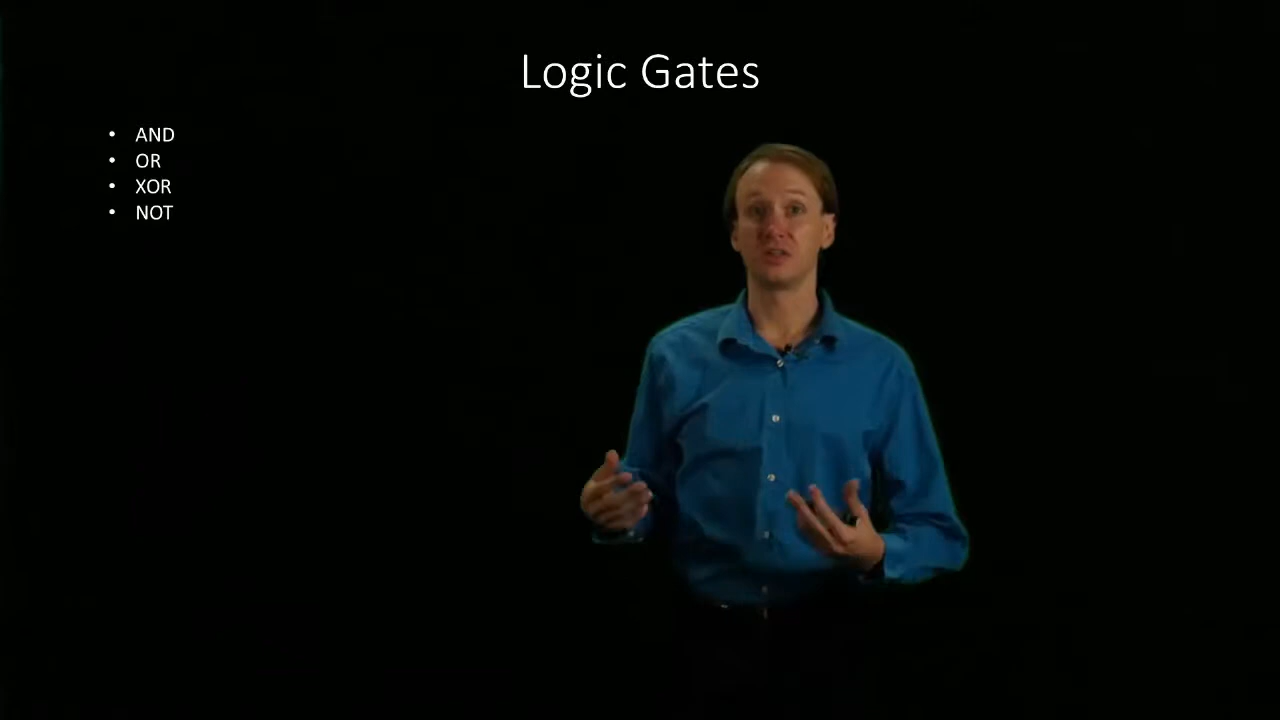 Logic Gates
• AND
• OR
• XOR
• NOT